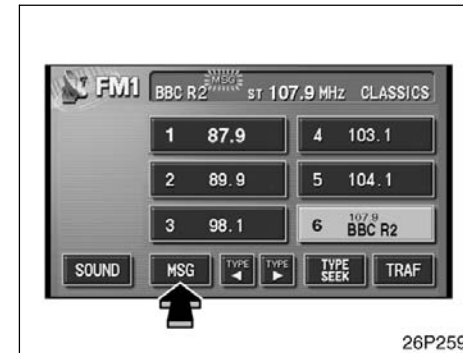 FM1
MSG
BBC R2 ST 107.9 MHz CLASSICS
1 87.9
4 103.1
2 89.9
5 104.1
3 98.1
6 107.9 BBC R2
SOUND
MSG
TYPE ◄
TYPE ►
TYPE SEEK
TRAF
26P259